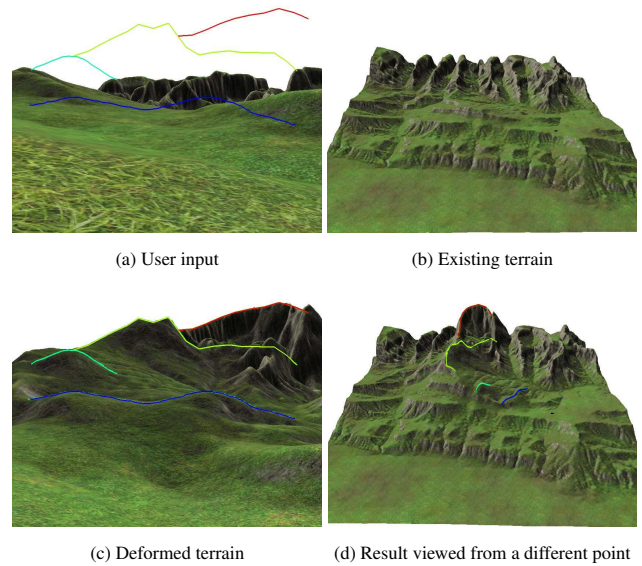 (a) User input
(b) Existing terrain
(c) Deformed terrain
(d) Result viewed from a different point